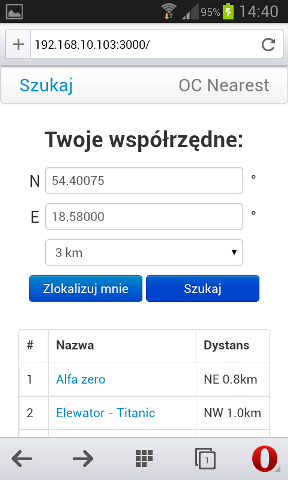 95% 14:40
192.168.10.103:3000/
Szukaj OC Nearest
Twoje współrzędne:
N 54.40075 °
E 18.58000 °
3 km
Zlokalizuj mnie Szukaj
# Nazwa Dystans
1 Alfa zero NE 0.8km
2 Elewator - Titanic NW 1.0km
1